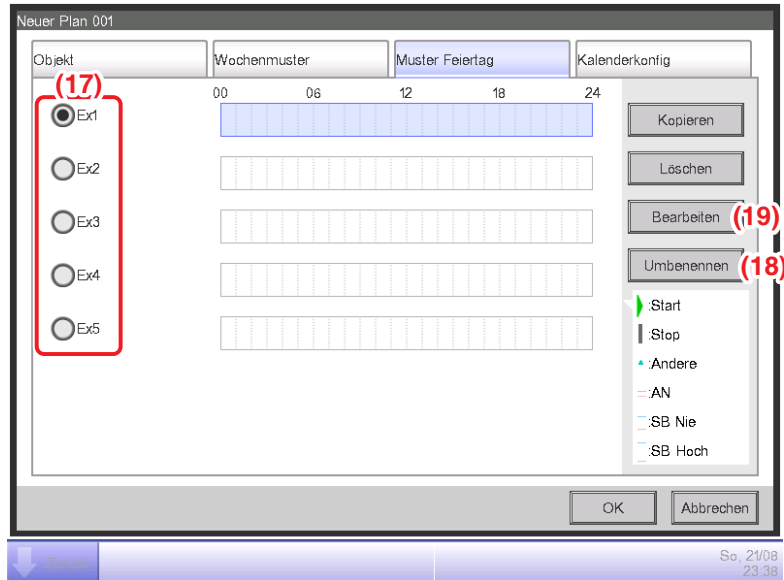 Neuer Plan 001
Objekt Wochenmuster Muster Feiertag Kalenderkonfig
(17)
00 06 12 18 24
Ex1
Ex2
Ex3
Ex4
Ex5
Kopieren
Löschen
Bearbeiten (19)
Umbenennen (18)
:Start
:Stop
:Andere
:AN
:SB Nie
:SB Hoch
OK Abbrechen
Zurück
So, 21/08
23:38